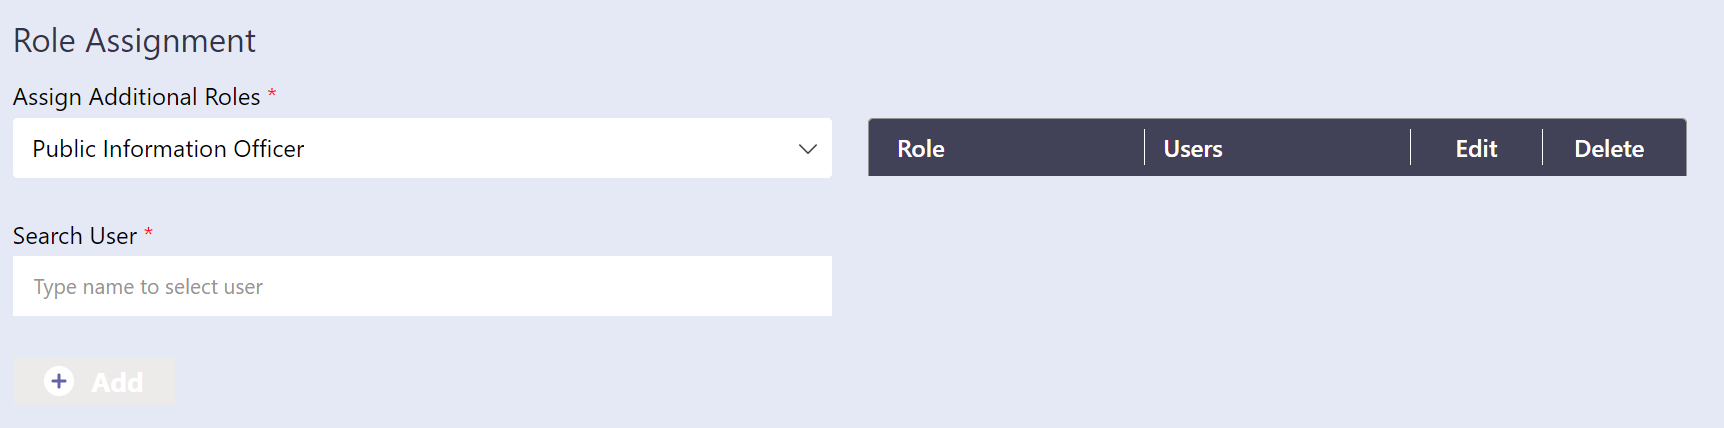 Role Assignment
Assign Additional Roles *
Public Information Officer
Role Users Edit Delete
Search User *
Type name to select user
Add